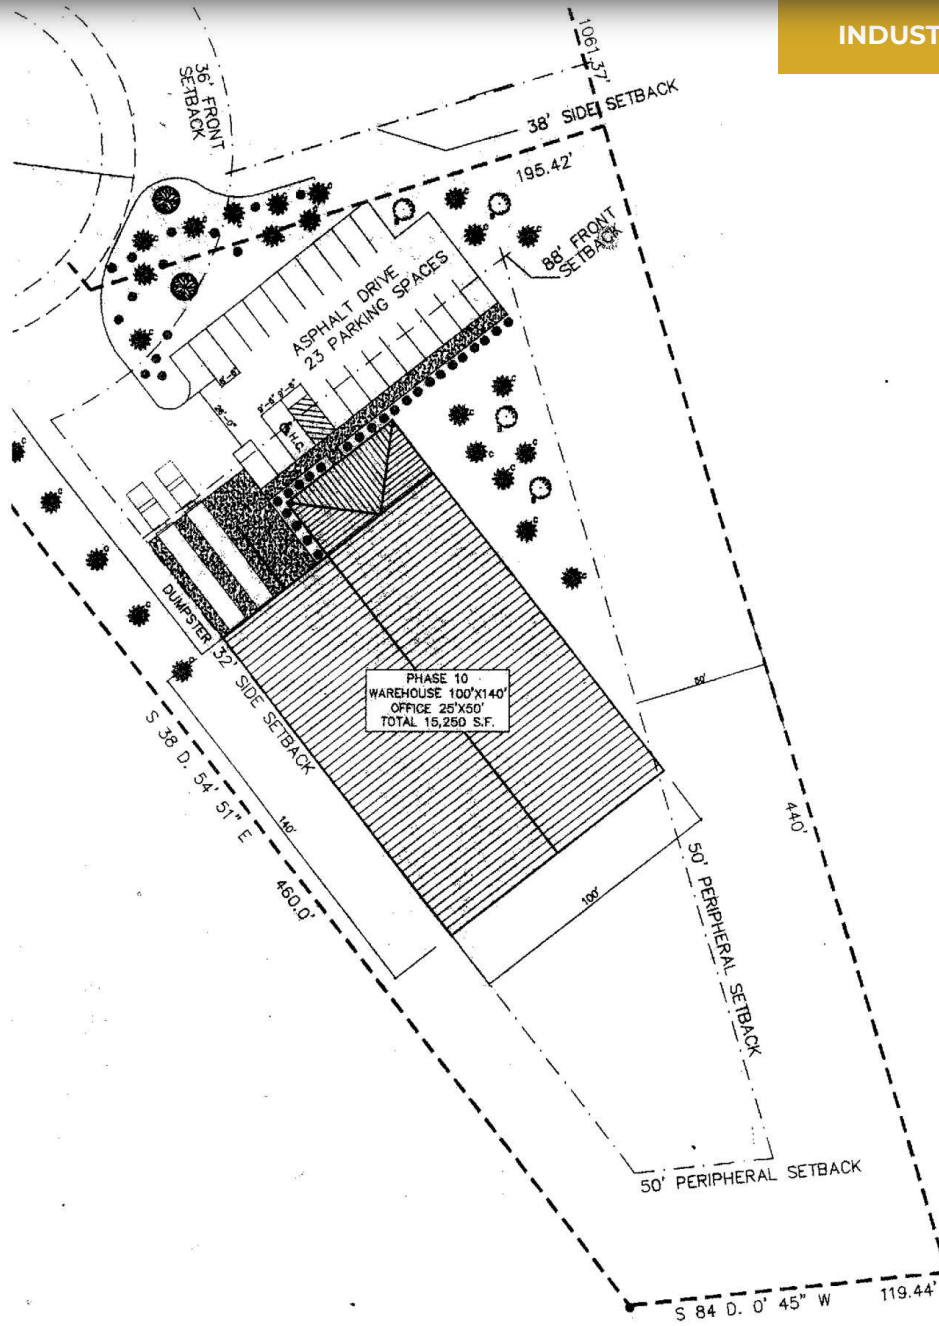 INDUST
1061.37'
36' FRONT
SETBACK
38' SIDE SETBACK
195.42'
88' FRONT
SETBACK
ASPHALT DRIVE
23 PARKING SPACES
H.C.
DUMPSTER
32' SIDE SETBACK
PHASE 10
WAREHOUSE 100'X140'
OFFICE 25'X50'
TOTAL 15,250 S.F.
S 38 D. 54' 51" E
140'
460.0'
100'
440'
50' PERIPHERAL SETBACK
50' PERIPHERAL SETBACK
S 84 D. 0' 45" W
119.44'